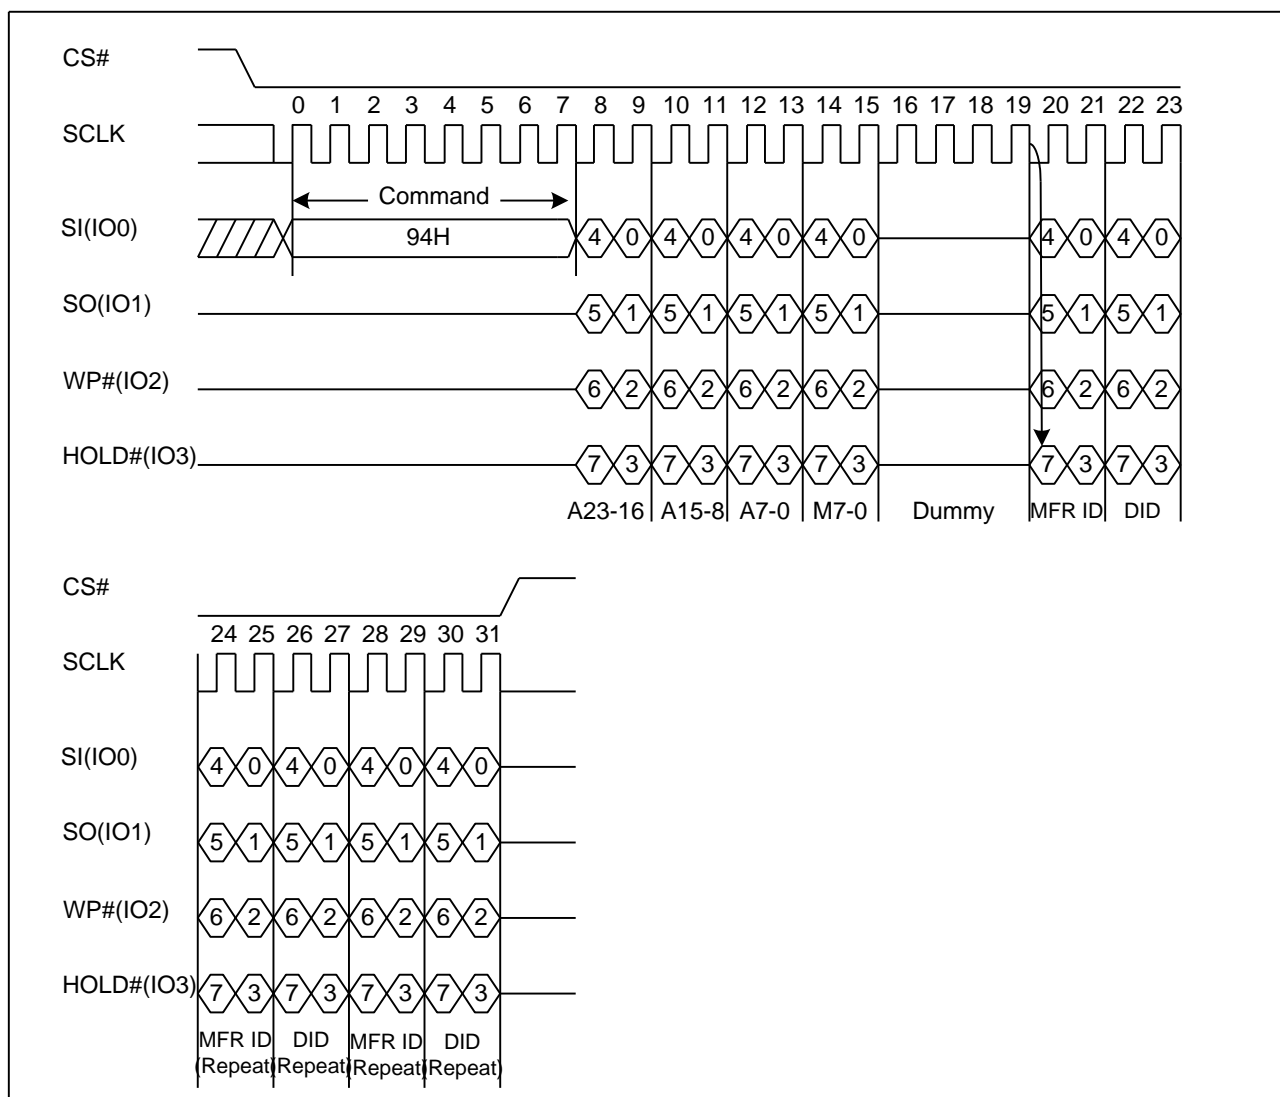 CS#
0 1 2 3 4 5 6 7 8 9 10 11 12 13 14 15 16 17 18 19 20 21 22 23
SCLK
Command
SI(IO0) 94H 4 0 4 0 4 0 4 0 4 0 4 0
SO(IO1) 5 1 5 1 5 1 5 1 5 1 5 1
WP#(IO2) 6 2 6 2 6 2 6 2 6 2 6 2
HOLD#(IO3) 7 3 7 3 7 3 7 3 7 3 7 3
A23-16 A15-8 A7-0 M7-0 Dummy MFR ID DID
CS#
24 25 26 27 28 29 30 31
SCLK
SI(IO0) 4 0 4 0 4 0 4 0
SO(IO1) 5 1 5 1 5 1 5 1
WP#(IO2) 6 2 6 2 6 2 6 2
HOLD#(IO3) 7 3 7 3 7 3 7 3
MFR ID DID MFR ID DID
(Repeat) (Repeat) (Repeat) (Repeat)